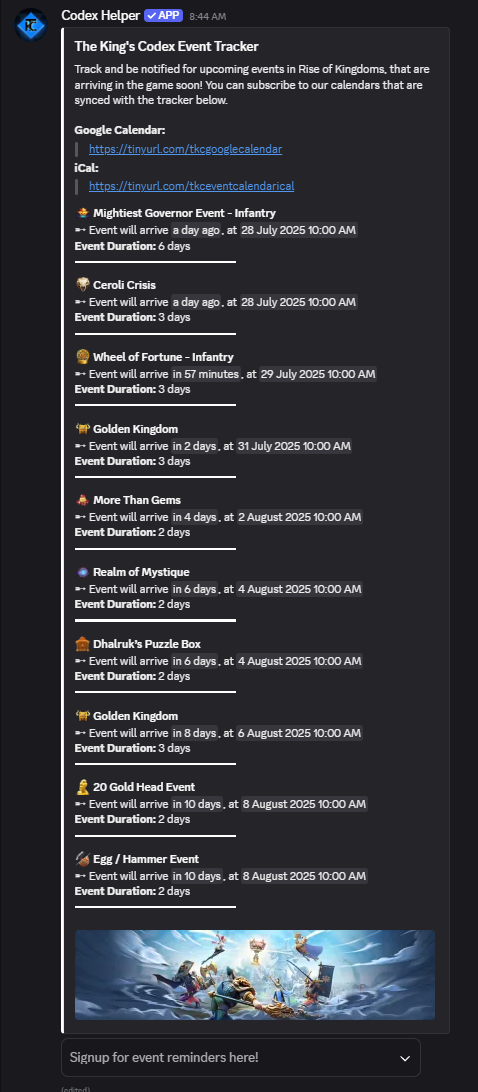 Codex Helper ✓ APP 8:44 AM
The King's Codex Event Tracker
Track and be notified for upcoming events in Rise of Kingdoms, that are
arriving in the game soon! You can subscribe to our calendars that are
synced with the tracker below.
Google Calendar:
https://tinyurl.com/tkcgooglecalendar
iCal:
https://tinyurl.com/tkceventcalendarical
Mightiest Governor Event - Infantry
Event will arrive a day ago, at 28 July 2025 10:00 AM
Event Duration: 6 days
Ceroli Crisis
Event will arrive a day ago, at 28 July 2025 10:00 AM
Event Duration: 3 days
Wheel of Fortune - Infantry
Event will arrive in 57 minutes, at 29 July 2025 10:00 AM
Event Duration: 3 days
Golden Kingdom
Event will arrive in 2 days, at 31 July 2025 10:00 AM
Event Duration: 3 days
More Than Gems
Event will arrive in 4 days, at 2 August 2025 10:00 AM
Event Duration: 2 days
Realm of Mystique
Event will arrive in 6 days, at 4 August 2025 10:00 AM
Event Duration: 2 days
Dhalruk's Puzzle Box
Event will arrive in 6 days, at 4 August 2025 10:00 AM
Event Duration: 2 days
Golden Kingdom
Event will arrive in 8 days, at 6 August 2025 10:00 AM
Event Duration: 3 days
20 Gold Head Event
Event will arrive in 10 days, at 8 August 2025 10:00 AM
Event Duration: 2 days
Egg / Hammer Event
Event will arrive in 10 days, at 8 August 2025 10:00 AM
Event Duration: 2 days
Signup for event reminders here!
(edited)